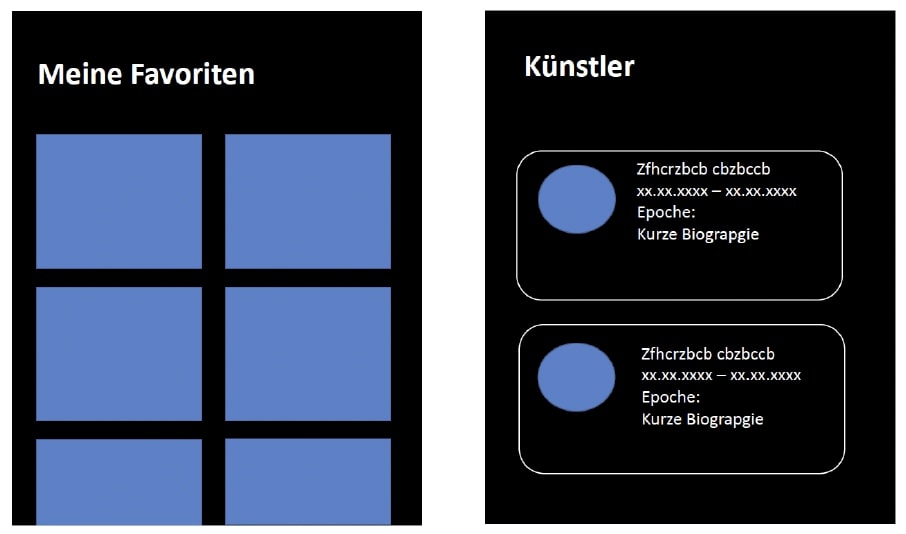 Meine Favoriten
Künstler
Zfhcrzbcb cbzbccb
xx.xx.xxxx – xx.xx.xxxx
Epoche:
Kurze Biograpgie
Zfhcrzbcb cbzbccb
xx.xx.xxxx – xx.xx.xxxx
Epoche:
Kurze Biograpgie